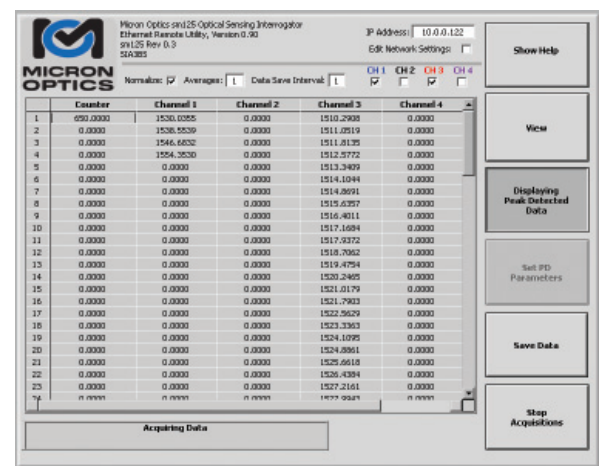 MICRON
OPTICS
Micron Optics sm125 Optical Sensing Interrogator
Ethernet Remote Utility, Version 0.90
sm125 Rev 0.3
SIA3BS
IP Address: 10.0.0.122
Edit Network Settings:
CH 1 CH 2 CH 3 CH 4
Normalize: Averages: 1 Data Save Interval: 1
Counter Channel 1 Channel 2 Channel 3 Channel 4
1 650.0000 1530.0355 0.0000 1510.2908 0.0000
2 0.0000 1538.5539 0.0000 1511.0519 0.0000
3 0.0000 1546.6832 0.0000 1511.8135 0.0000
4 0.0000 1554.3530 0.0000 1512.5772 0.0000
5 0.0000 0.0000 0.0000 1513.3409 0.0000
6 0.0000 0.0000 0.0000 1514.1044 0.0000
7 0.0000 0.0000 0.0000 1514.8691 0.0000
8 0.0000 0.0000 0.0000 1515.6357 0.0000
9 0.0000 0.0000 0.0000 1516.4011 0.0000
10 0.0000 0.0000 0.0000 1517.1684 0.0000
11 0.0000 0.0000 0.0000 1517.9372 0.0000
12 0.0000 0.0000 0.0000 1518.7062 0.0000
13 0.0000 0.0000 0.0000 1519.4754 0.0000
14 0.0000 0.0000 0.0000 1520.2465 0.0000
15 0.0000 0.0000 0.0000 1521.0179 0.0000
16 0.0000 0.0000 0.0000 1521.7903 0.0000
17 0.0000 0.0000 0.0000 1522.5629 0.0000
18 0.0000 0.0000 0.0000 1523.3363 0.0000
19 0.0000 0.0000 0.0000 1524.1095 0.0000
20 0.0000 0.0000 0.0000 1524.8861 0.0000
21 0.0000 0.0000 0.0000 1525.6618 0.0000
22 0.0000 0.0000 0.0000 1526.4384 0.0000
23 0.0000 0.0000 0.0000 1527.2161 0.0000
24 0.0000 0.0000 0.0000 1527.9943 0.0000
Acquiring Data
Show Help
View
Displaying
Peak Detected
Data
Set PD
Parameters
Save Data
Stop
Acquisitions